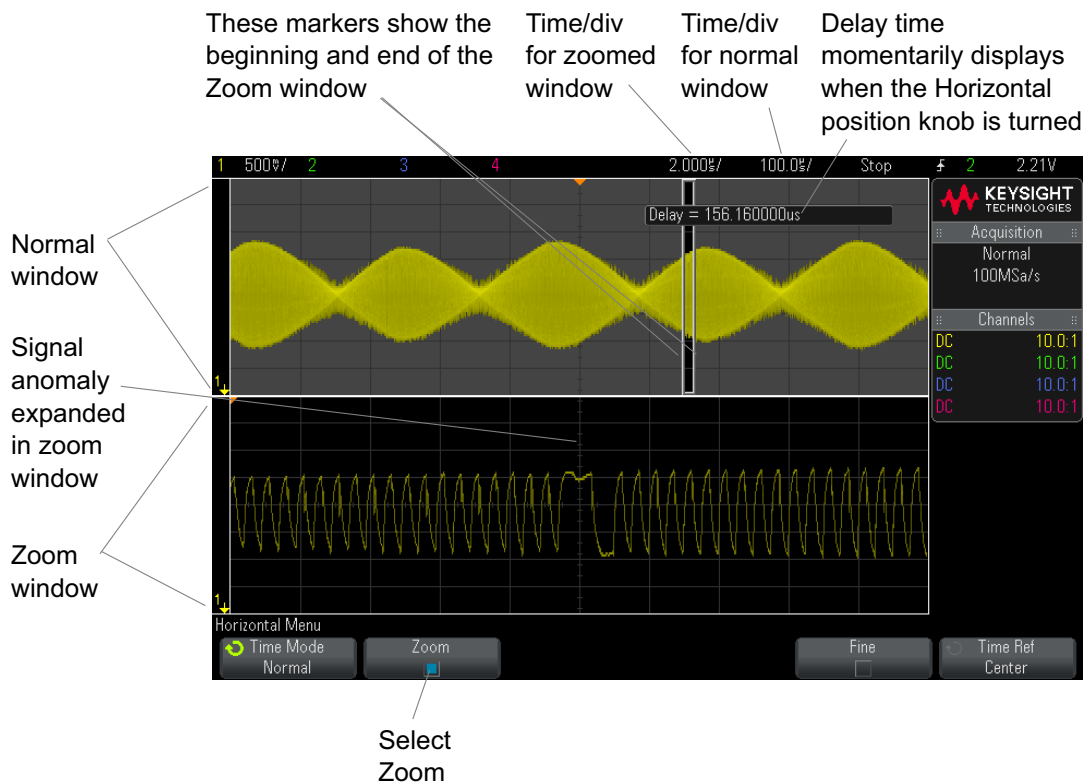 These markers show the
beginning and end of the
Zoom window
Time/div
for zoomed
window
Time/div
for normal
window
Delay time
momentarily displays
when the Horizontal
position knob is turned
1 500mV/ 2 3 4 2.000us/ 100.0us/ Stop 2 2.21V
Delay = 156.160000us
KEYSIGHT
TECHNOLOGIES
Acquisition
Normal
100MSa/s
Channels
DC 10.0:1
DC 10.0:1
DC 10.0:1
DC 10.0:1
Normal
window
Signal
anomaly
expanded
in zoom
window
Zoom
window
1
1
Horizontal Menu
Time Mode
Normal
Zoom
Fine
Time Ref
Center
Select
Zoom